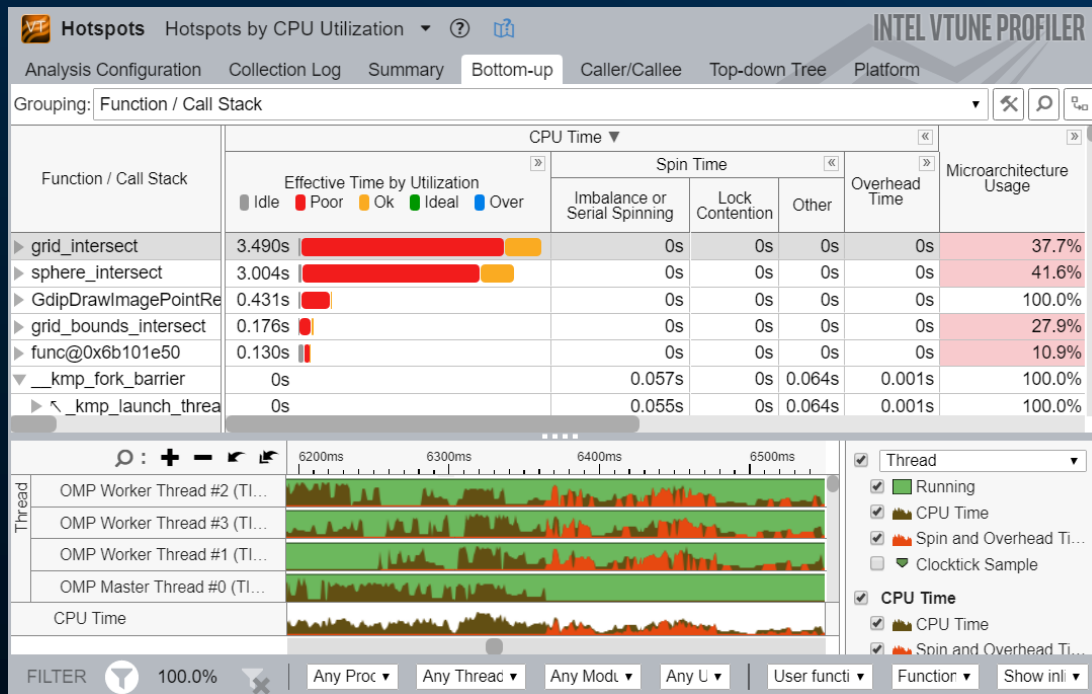 VT Hotspots Hotspots by CPU Utilization ? INTEL VTUNE PROFILER
Analysis Configuration Collection Log Summary Bottom-up Caller/Callee Top-down Tree Platform
Grouping: Function / Call Stack
CPU Time
Function / Call Stack
Effective Time by Utilization
Idle Poor Ok Ideal Over
Spin Time
Imbalance or
Serial Spinning
Lock
Contention
Other
Overhead
Time
Microarchitecture
Usage
grid_intersect 3.490s 0s 0s 0s 0s 37.7%
sphere_intersect 3.004s 0s 0s 0s 0s 41.6%
GdipDrawImagePointRe 0.431s 0s 0s 0s 0s 100.0%
grid_bounds_intersect 0.176s 0s 0s 0s 0s 27.9%
func@0x6b101e50 0.130s 0s 0s 0s 0s 10.9%
__kmp_fork_barrier 0s 0.057s 0s 0.064s 0.001s 100.0%
_kmp_launch_threa 0s 0.055s 0s 0.064s 0.001s 100.0%
6200ms 6300ms 6400ms 6500ms
Thread
OMP Worker Thread #2 (TI...
OMP Worker Thread #3 (TI...
OMP Worker Thread #1 (TI...
OMP Master Thread #0 (TI...
CPU Time
Thread
Running
CPU Time
Spin and Overhead Ti...
Clocktick Sample
CPU Time
CPU Time
Spin and Overhead Ti...
FILTER 100.0% Any Proc Any Thread Any Modu Any U User functi Function Show inli